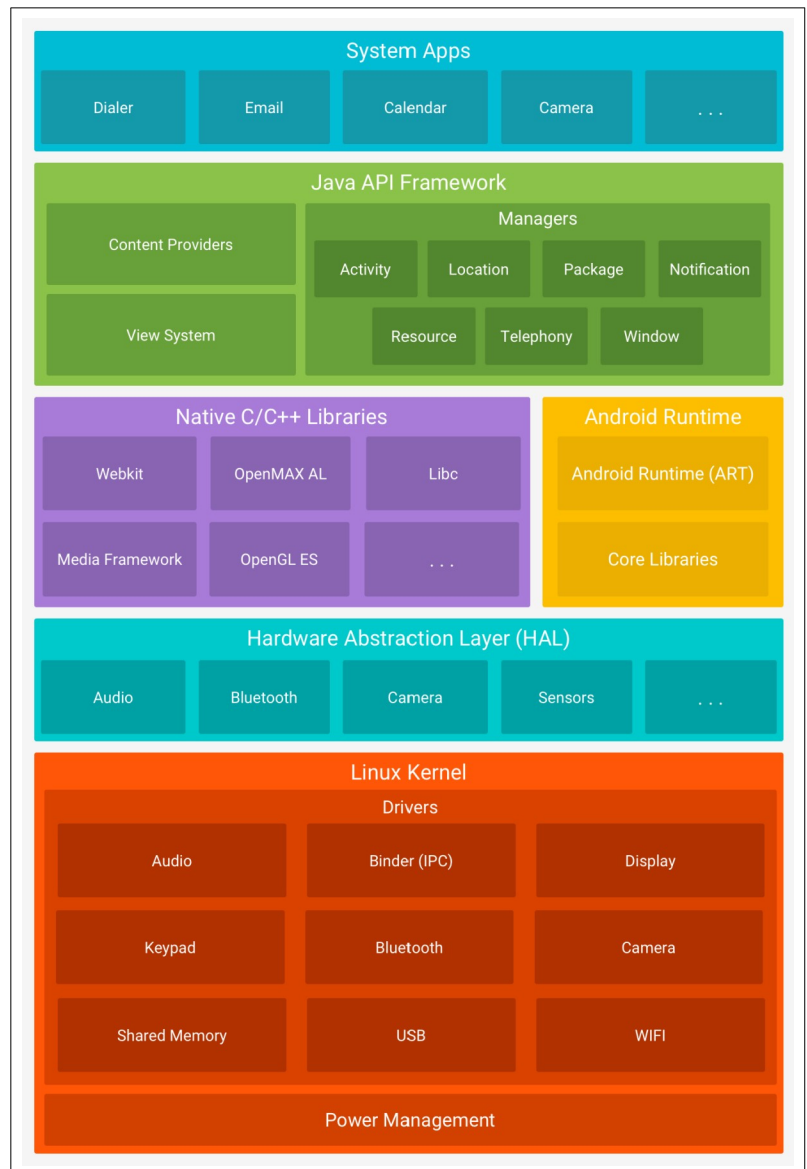 System Apps
Dialer
Email
Calendar
Camera
. . .
Java API Framework
Content Providers
View System
Managers
Activity
Location
Package
Notification
Resource
Telephony
Window
Native C/C++ Libraries
Webkit
OpenMAX AL
Libc
Media Framework
OpenGL ES
. . .
Android Runtime
Android Runtime (ART)
Core Libraries
Hardware Abstraction Layer (HAL)
Audio
Bluetooth
Camera
Sensors
. . .
Linux Kernel
Drivers
Audio
Binder (IPC)
Display
Keypad
Bluetooth
Camera
Shared Memory
USB
WIFI
Power Management